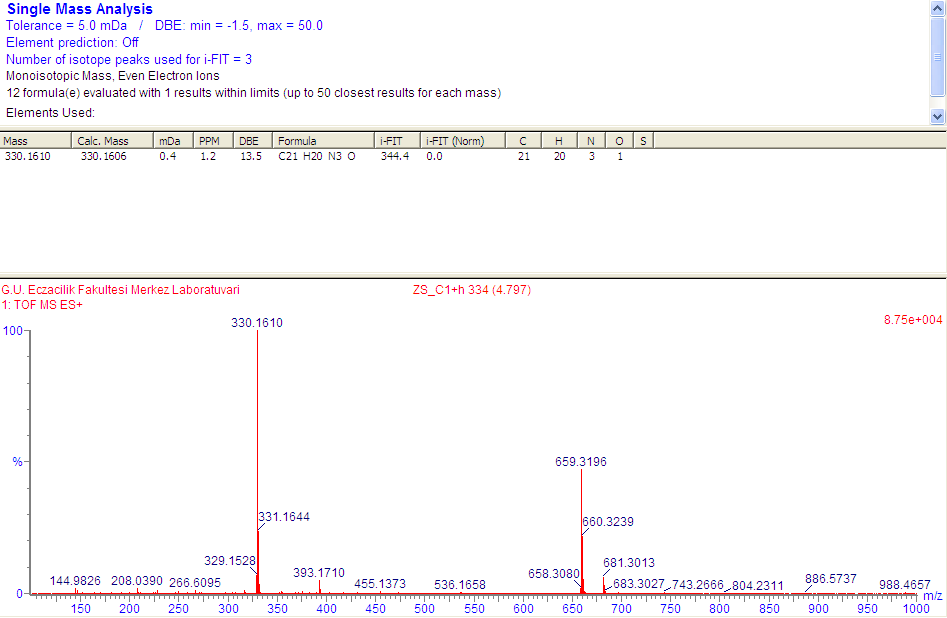 Single Mass Analysis
Tolerance = 5.0 mDa / DBE: min = -1.5, max = 50.0
Element prediction: Off
Number of isotope peaks used for i-FIT = 3
Monoisotopic Mass, Even Electron Ions
12 formula(e) evaluated with 1 results within limits (up to 50 closest results for each mass)
Elements Used:
Mass Calc. Mass mDa PPM DBE Formula i-FIT i-FIT (Norm) C H N O S
330.1610 330.1606 0.4 1.2 13.5 C21 H20 N3 O 344.4 0.0 21 20 3 1
G.U. Eczacilik Fakultesi Merkez Laboratuvari ZS_C1+h 334 (4.797)
1: TOF MS ES+
8.75e+004
330.1610
100
%
659.3196
331.1644
660.3239
329.1528
681.3013
393.1710
658.3080
144.9826 208.0390 266.6095 455.1373 536.1658 683.3027 743.2666 804.2311 886.5737 988.4657
0
m/z
150 200 250 300 350 400 450 500 550 600 650 700 750 800 850 900 950 1000